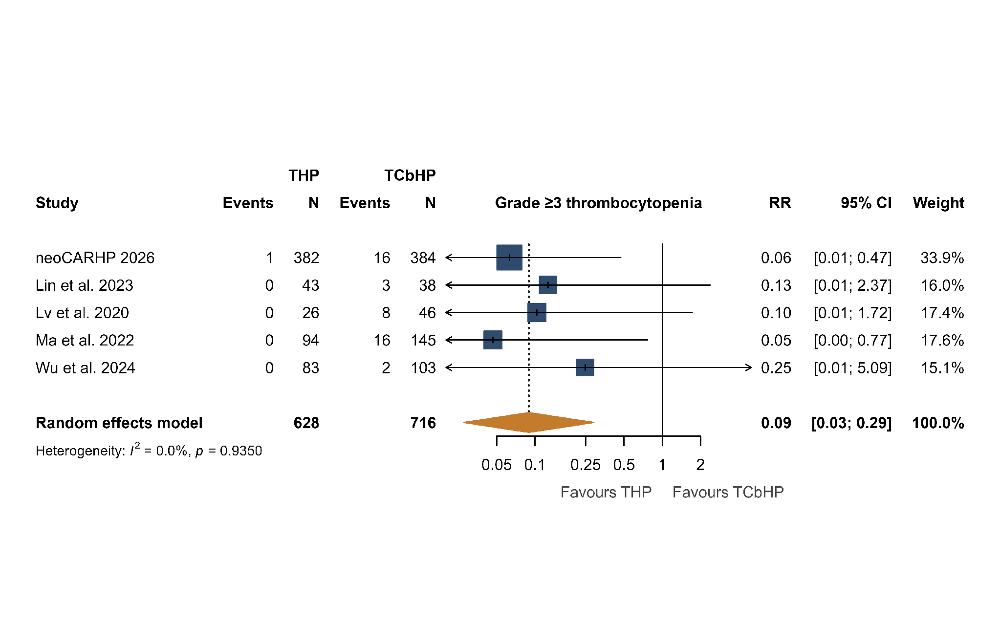 THP TCbHP
Study Events N Events N Grade ≥3 thrombocytopenia RR 95% CI Weight
neoCARHP 2026 1 382 16 384 0.06 [0.01; 0.47] 33.9%
Lin et al. 2023 0 43 3 38 0.13 [0.01; 2.37] 16.0%
Lv et al. 2020 0 26 8 46 0.10 [0.01; 1.72] 17.4%
Ma et al. 2022 0 94 16 145 0.05 [0.00; 0.77] 17.6%
Wu et al. 2024 0 83 2 103 0.25 [0.01; 5.09] 15.1%
Random effects model 628 716 0.09 [0.03; 0.29] 100.0%
Heterogeneity: I² = 0.0%, p = 0.9350
0.05 0.1 0.25 0.5 1 2
Favours THP Favours TCbHP